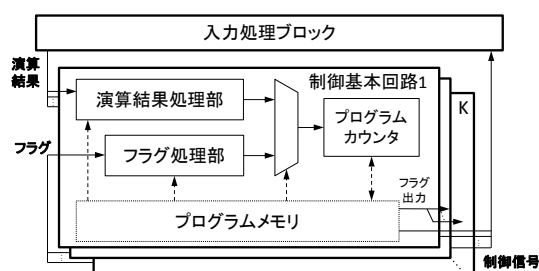 入力処理ブロック
演算
結果
制御基本回路1
K
演算結果処理部
プログラム
カウンタ
フラグ
フラグ処理部
フラグ
出力
プログラムメモリ
制御信号